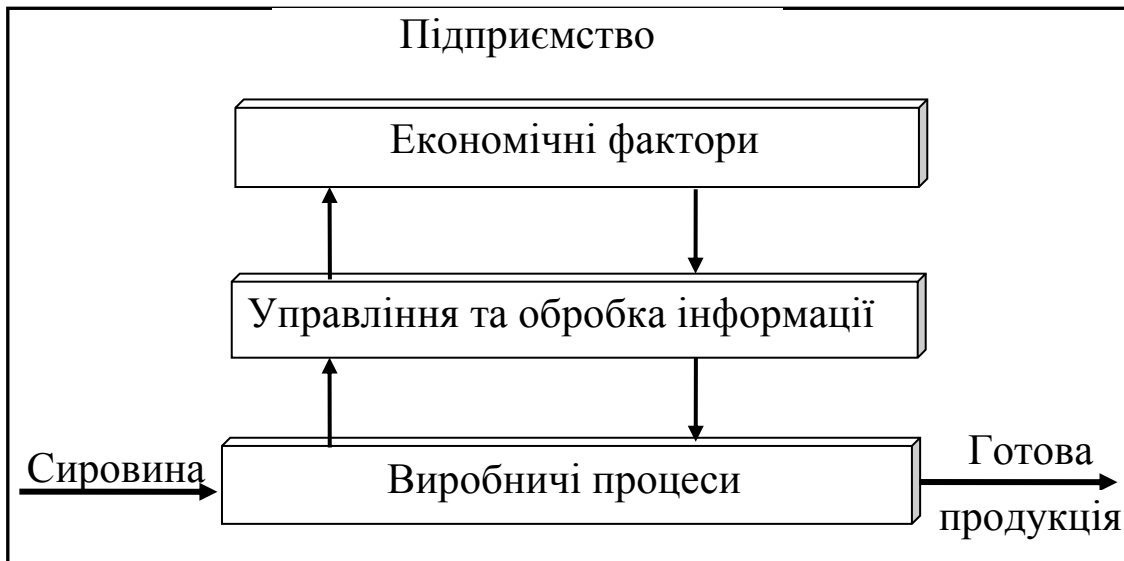 Підприємство
Економічні фактори
Управління та обробка інформації
Сировина
Виробничі процеси
Готова
продукція